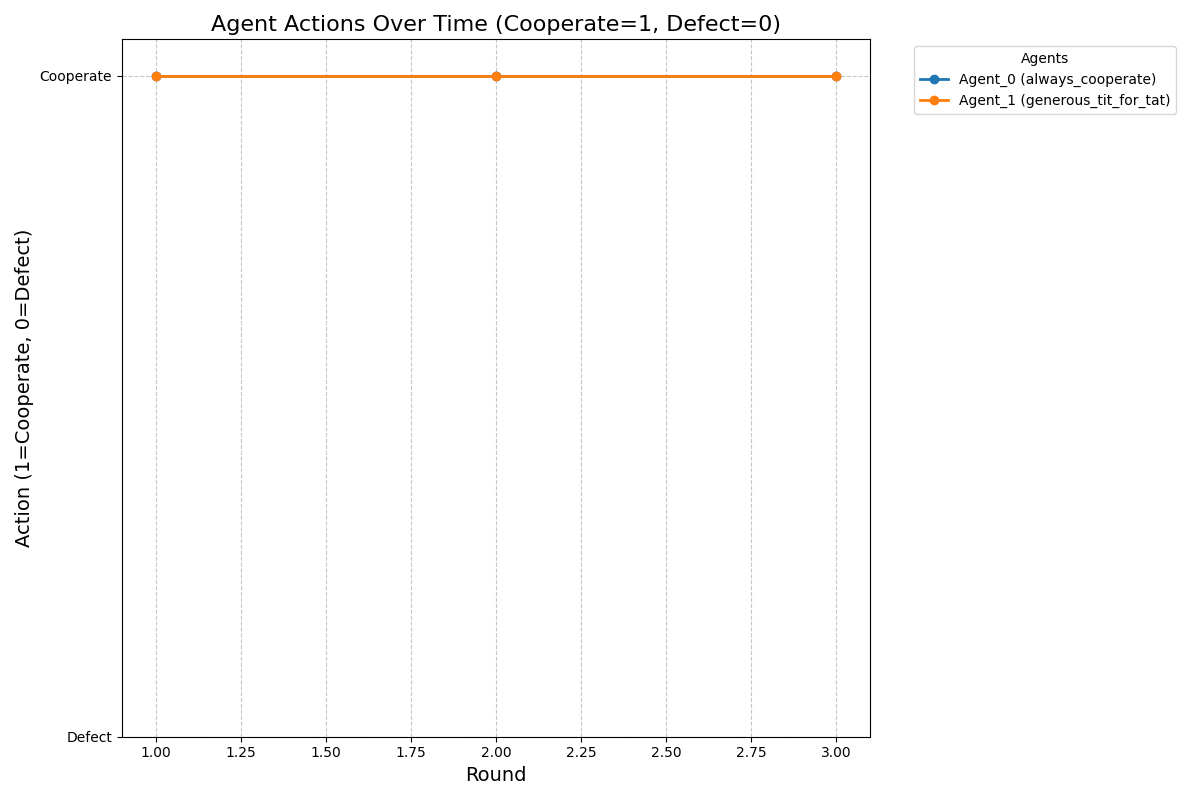 Agent Actions Over Time (Cooperate=1, Defect=0)
Agents
Agent_0 (always_cooperate)
Agent_1 (generous_tit_for_tat)
Action (1=Cooperate, 0=Defect)
Cooperate
Defect
1.00 1.25 1.50 1.75 2.00 2.25 2.50 2.75 3.00
Round